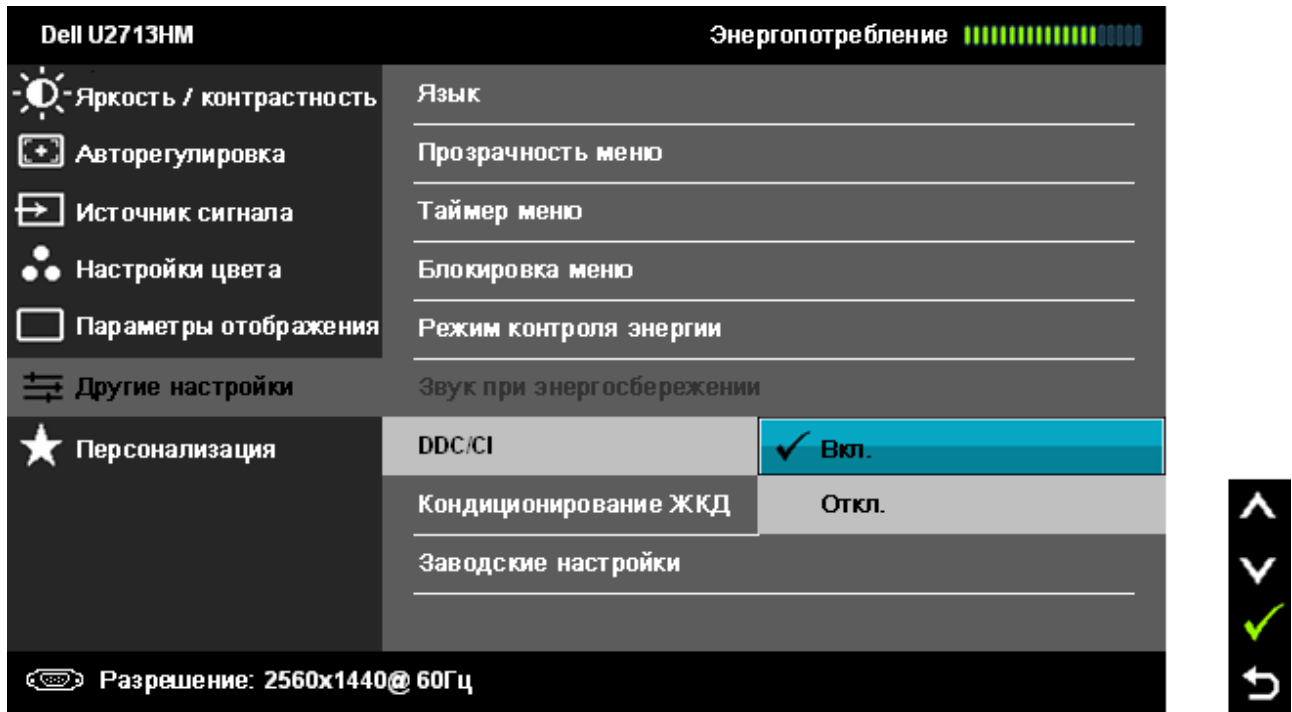 Dell U2713HM
Энергопотребление
Яркость / контрастность
Авторегулировка
Источник сигнала
Настройки цвета
Параметры отображения
Другие настройки
Персонализация
Язык
Прозрачность меню
Таймер меню
Блокировка меню
Режим контроля энергии
Звук при энергосбережении
DDC/CI
Вкл.
Откл.
Кондиционирование ЖКД
Заводские настройки
Разрешение: 2560x1440@ 60Гц